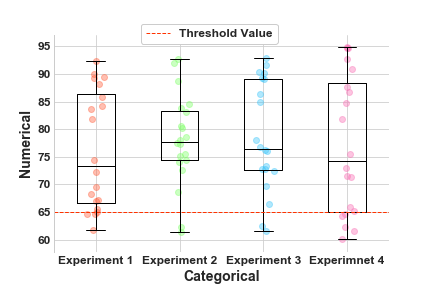 Threshold Value
95
90
85
80
75
70
65
60
Numerical
Experiment 1 Experiment 2 Experiment 3 Experimnet 4
Categorical